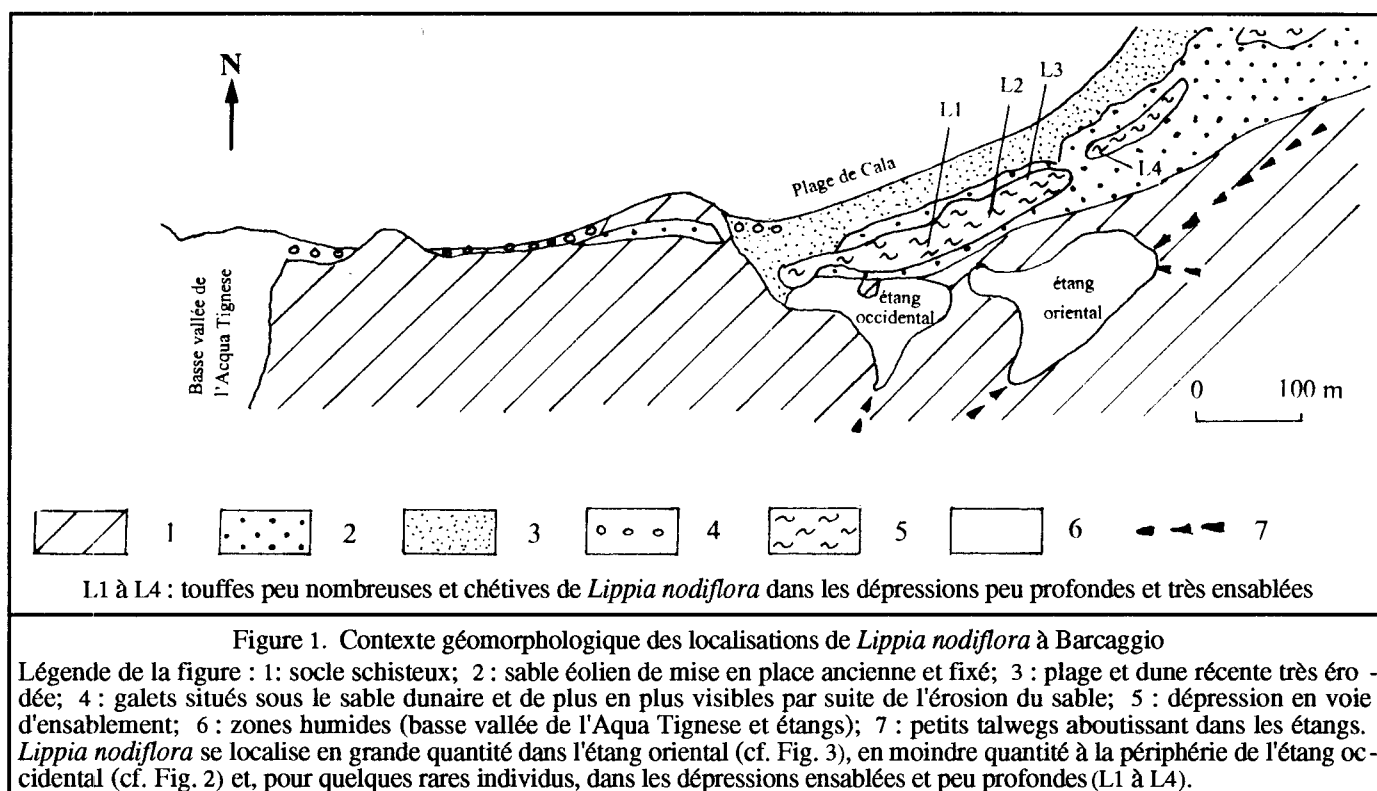 N
L3
L2
L1
L4
Plage de Cala
Basse vallée de
l'Acqua Tignese
étang
occidental
étang
oriental
0 100 m
1 2 3 4 5 6 7
L1 à L4 : touffes peu nombreuses et chétives de Lippia nodiflora dans les dépressions peu profondes et très ensablées
Figure 1. Contexte géomorphologique des localisations de Lippia nodiflora à Barcaggio
Légende de la figure : 1: socle schisteux; 2 : sable éolien de mise en place ancienne et fixé; 3 : plage et dune récente très éro -
dée; 4 : galets situés sous le sable dunaire et de plus en plus visibles par suite de l'érosion du sable; 5 : dépression en voie
d'ensablement; 6 : zones humides (basse vallée de l'Aqua Tignese et étangs); 7 : petits talwegs aboutissant dans les étangs.
Lippia nodiflora se localise en grande quantité dans l'étang oriental (cf. Fig. 3), en moindre quantité à la périphérie de l'étang oc-
cidental (cf. Fig. 2) et, pour quelques rares individus, dans les dépressions ensablées et peu profondes (L1 à L4).